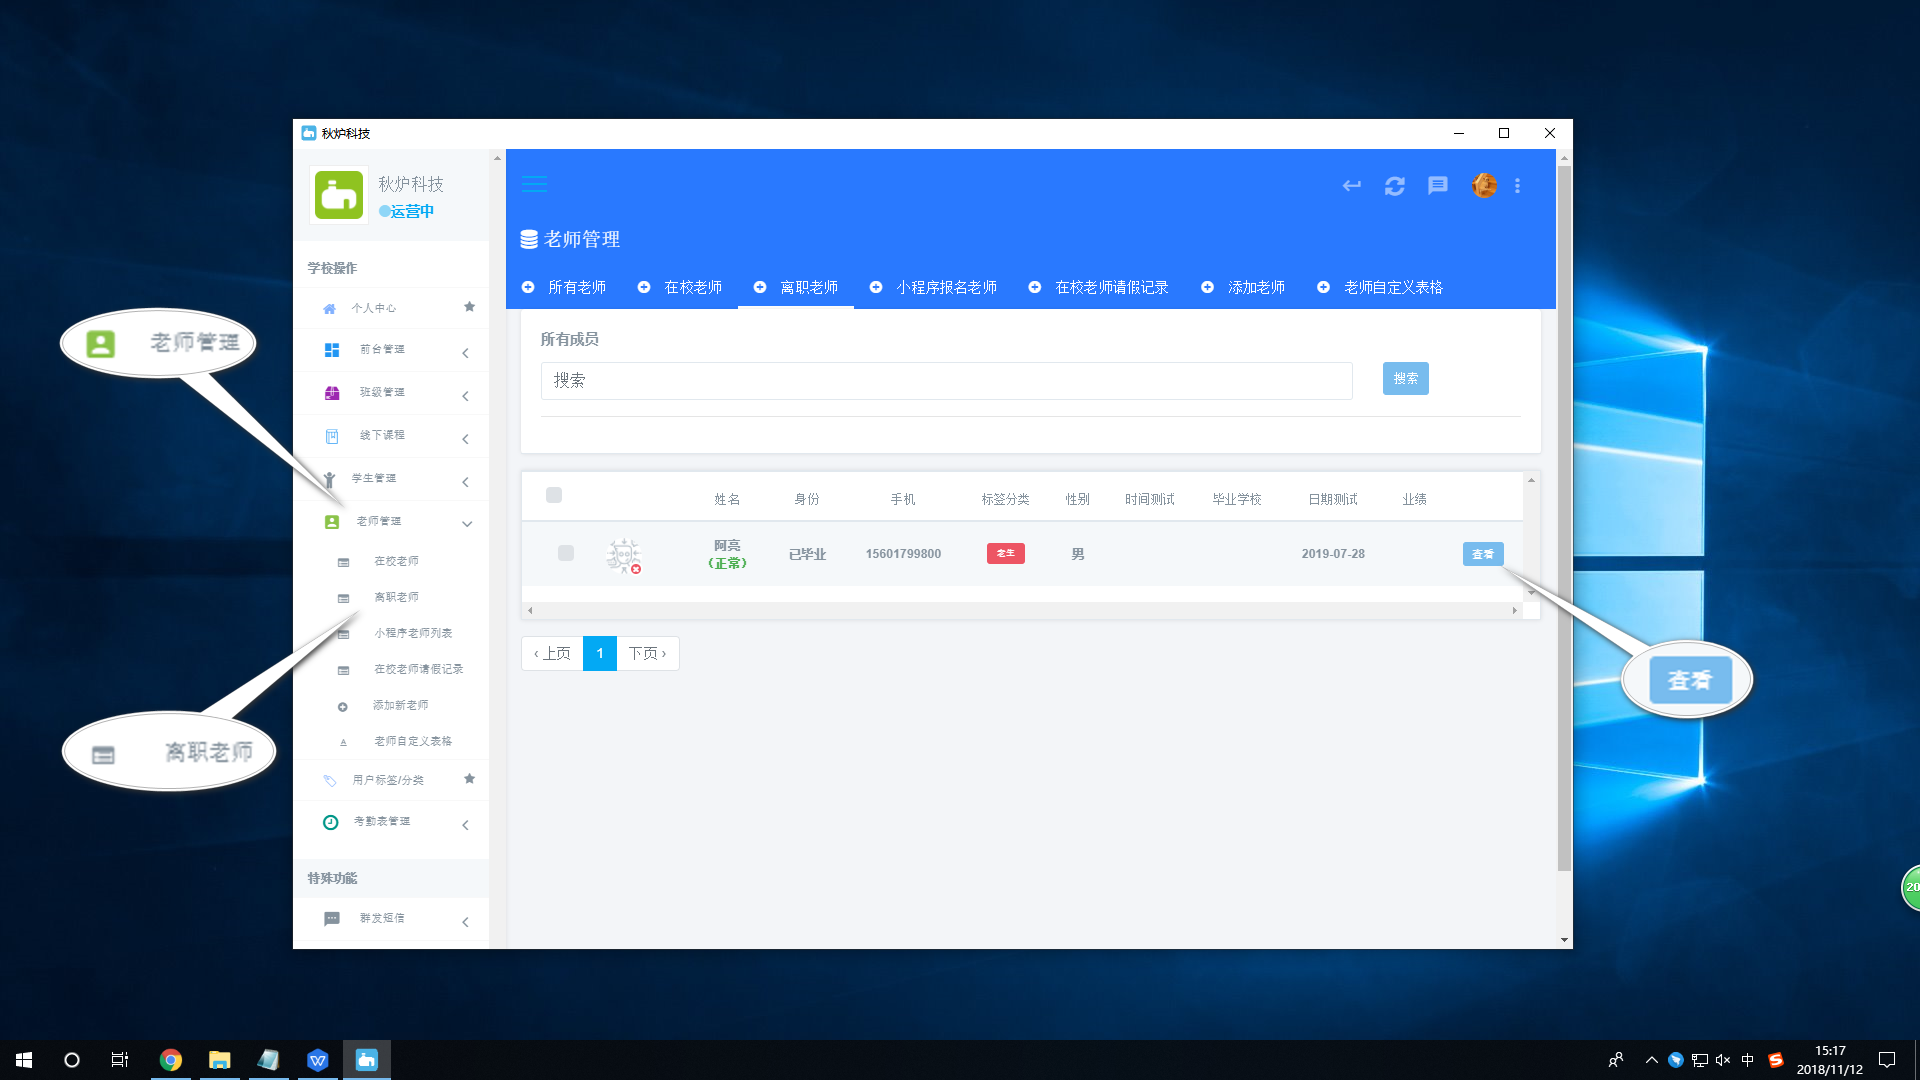 秋炉科技
秋炉科技
运营中
学校操作
个人中心
前台管理
班级管理
线下课程
学生管理
老师管理
在校老师
离职老师
小程序老师列表
在校老师请假记录
添加新老师
老师自定义表格
用户标签/分类
考勤表管理
特殊功能
群发短信
老师管理
离职老师
老师管理
所有老师 在校老师 离职老师 小程序报名老师 在校老师请假记录 添加老师 老师自定义表格
所有成员
搜索 搜索
姓名 身份 手机 标签分类 性别 时间测试 毕业学校 日期测试 业绩
阿亮 已毕业 15601799800 老生 男 2019-07-28 查看
(正常)
‹ 上页 1 下页 ›
查看
20
中
15:17
2018/11/12